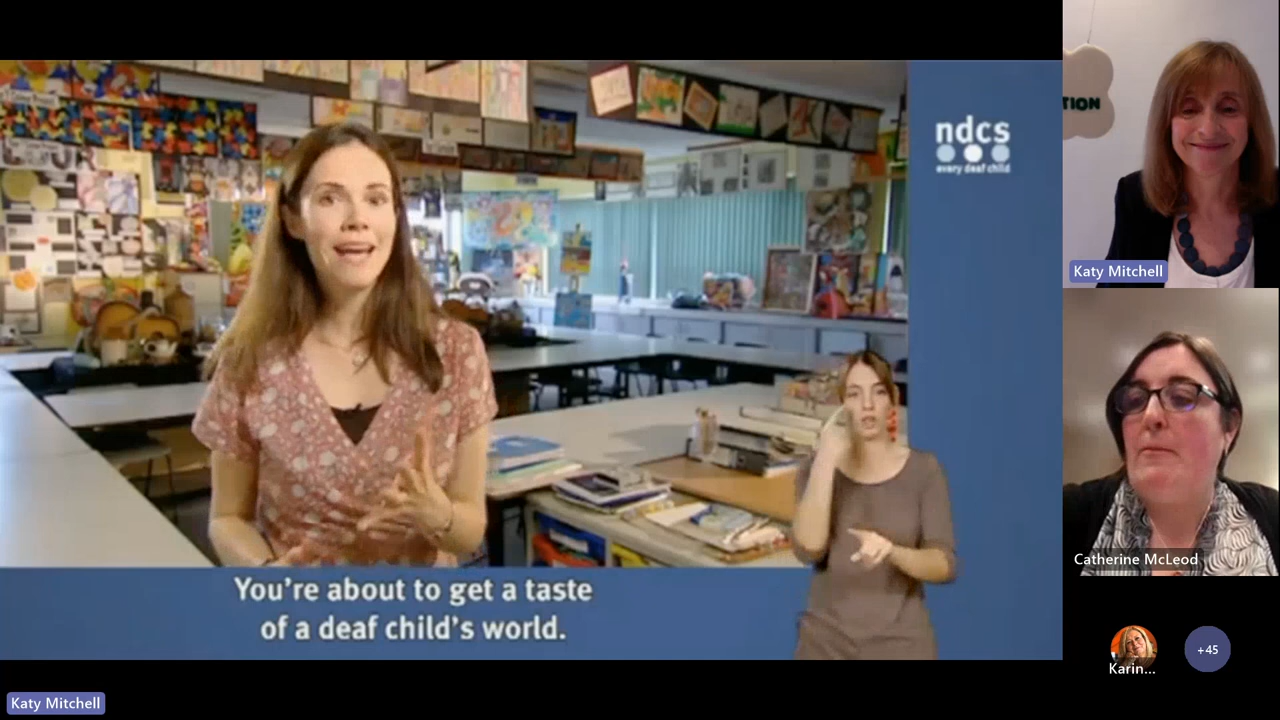 ndcs
every deaf child
TION
Katy Mitchell
Catherine McLeod
You're about to get a taste
of a deaf child's world.
Karin...
+45
Katy Mitchell